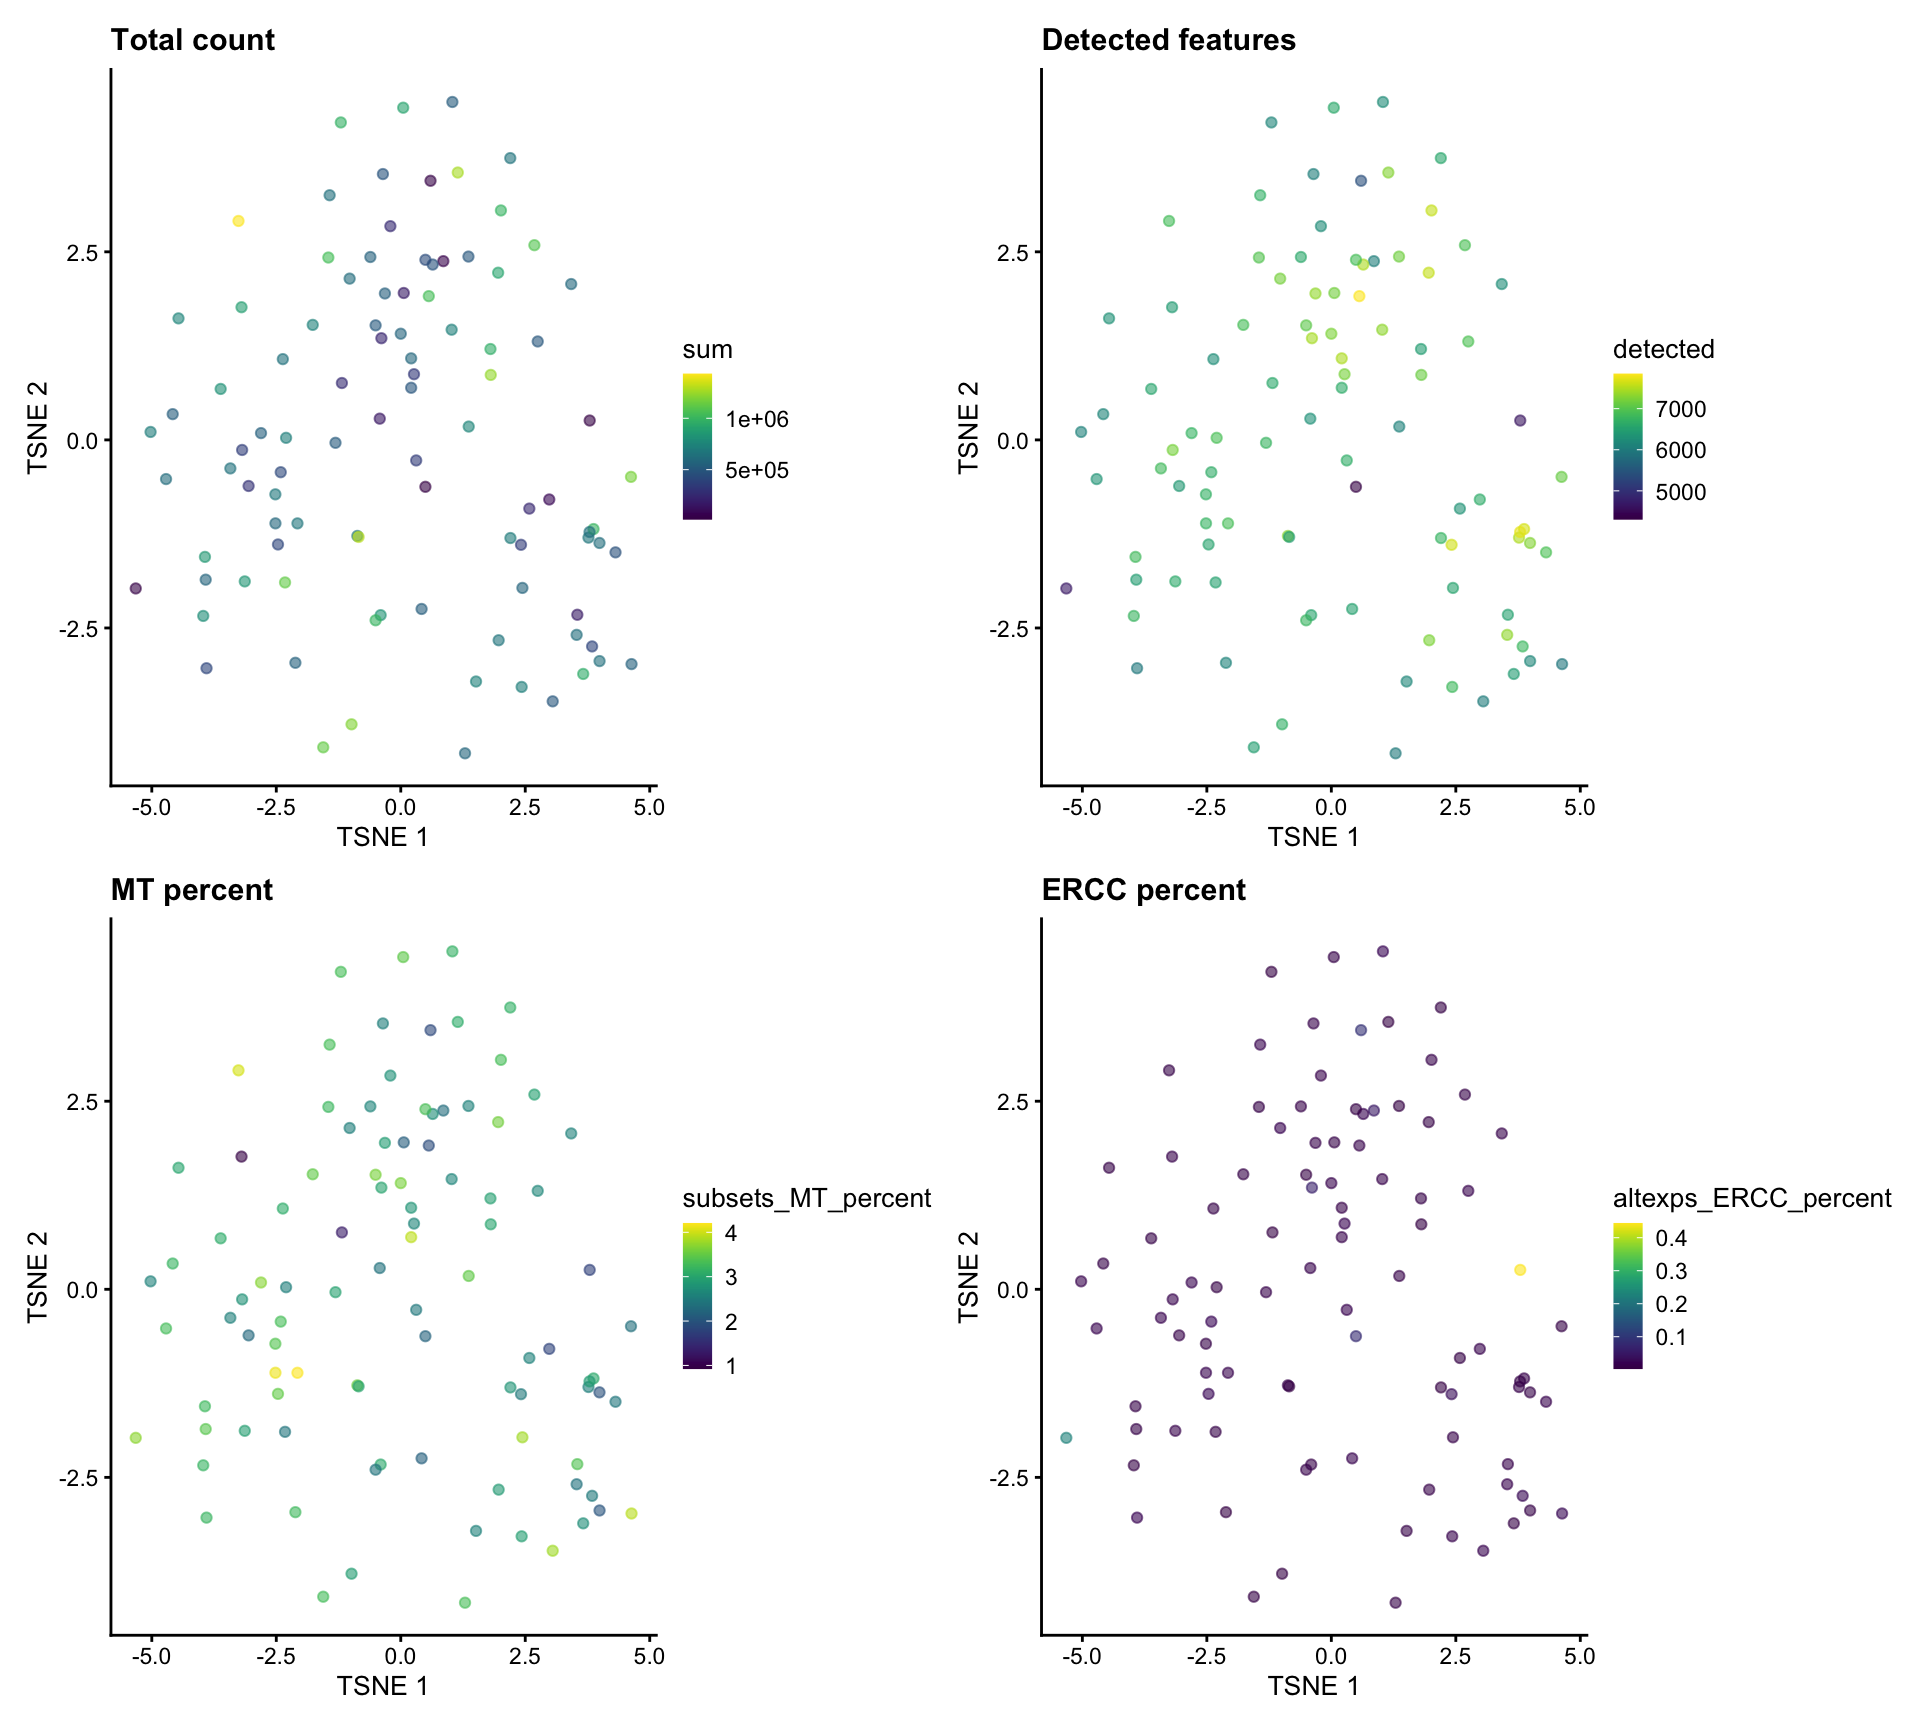 Total count
TSNE 2
2.5
0.0
-2.5
-5.0 -2.5 0.0 2.5 5.0
TSNE 1
sum
1e+06
5e+05
Detected features
TSNE 2
2.5
0.0
-2.5
-5.0 -2.5 0.0 2.5 5.0
TSNE 1
detected
7000
6000
5000
MT percent
TSNE 2
2.5
0.0
-2.5
-5.0 -2.5 0.0 2.5 5.0
TSNE 1
subsets_MT_percent
4
3
2
1
ERCC percent
TSNE 2
2.5
0.0
-2.5
-5.0 -2.5 0.0 2.5 5.0
TSNE 1
altexps_ERCC_percent
0.4
0.3
0.2
0.1